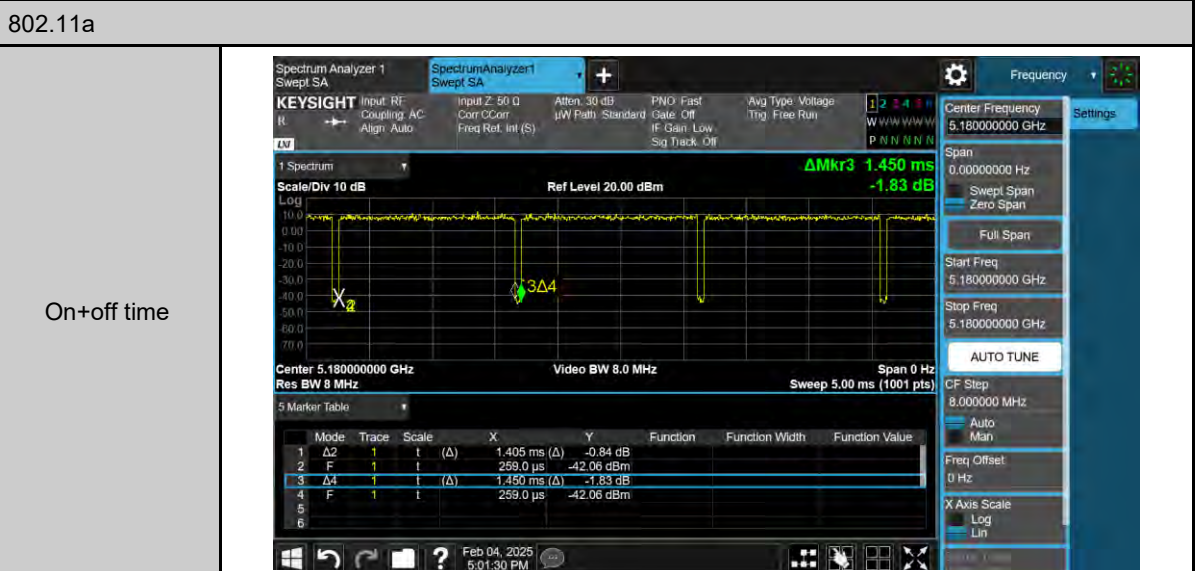 802.11a
On+off time
Spectrum Analyzer 1
Swept SA
SpectrumAnalyzer1
Swept SA
Frequency
KEYSIGHT
R
LXI
Input: RF
Coupling: AC
Align: Auto
Input Z: 50 Ω
Corr CCorr
Freq Ref: Int (S)
Atten: 30 dB
µW Path: Standard
PNO: Fast
Gate: Off
IF Gain: Low
Sig Track: Off
Avg Type: Voltage
Trig: Free Run
1 2 3 4 5 6
W W W W W W
P N N N N N
1 Spectrum
ΔMkr3 1.450 ms
-1.83 dB
Scale/Div 10 dB
Ref Level 20.00 dBm
Log
10.0
0.00
-10.0
-20.0
-30.0
-40.0
-50.0
-60.0
-70.0
3Δ4
Center 5.180000000 GHz
Video BW 8.0 MHz
Span 0 Hz
Res BW 8 MHz
Sweep 5.00 ms (1001 pts)
5 Marker Table
Mode Trace Scale X Y Function Function Width Function Value
1 Δ2 1 t (Δ) 1.405 ms (Δ) -0.84 dB
2 F 1 t 259.0 µs -42.06 dBm
3 Δ4 1 t (Δ) 1.450 ms (Δ) -1.83 dB
4 F 1 t 259.0 µs -42.06 dBm
5
6
Feb 04, 2025
5:01:30 PM
Center Frequency
5.180000000 GHz
Settings
Span
0.00000000 Hz
Swept Span
Zero Span
Full Span
Start Freq
5.180000000 GHz
Stop Freq
5.180000000 GHz
AUTO TUNE
CF Step
8.000000 MHz
Auto
Man
Freq Offset
0 Hz
X Axis Scale
Log
Lin